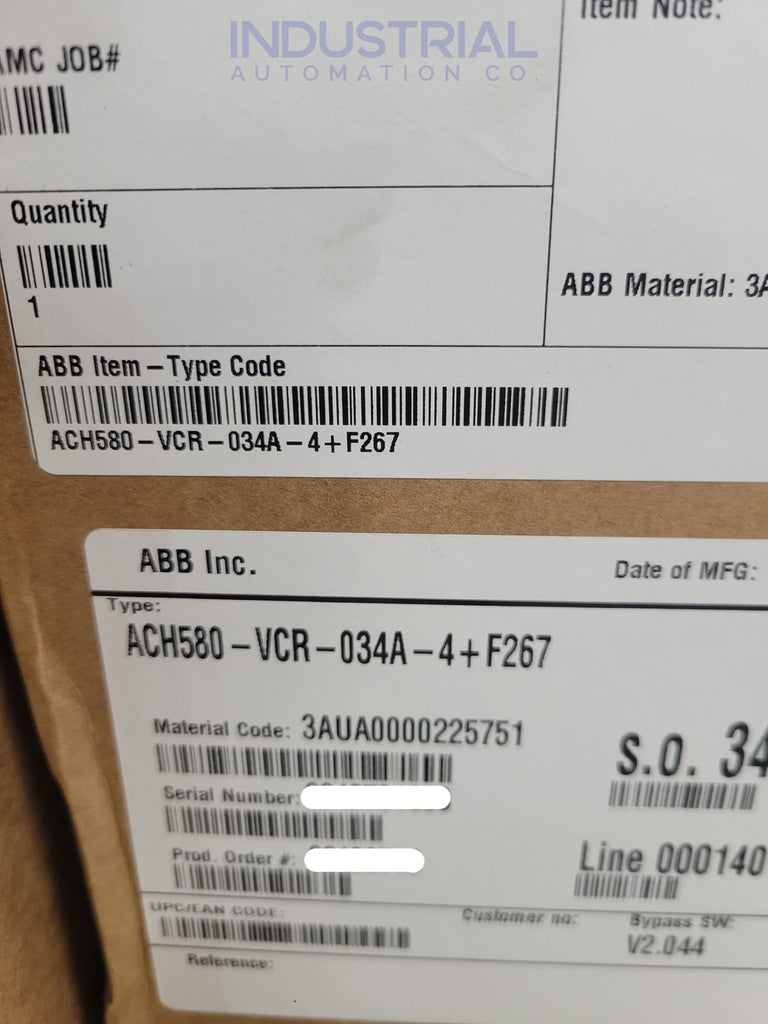 INDUSTRIAL
AUTOMATION CO.
Item Note:
MC JOB#
Quantity
1
ABB Material: 3A
ABB Item-Type Code
ACH580-VCR-034A-4+F267
ABB Inc.
Date of MFG:
Type:
ACH580-VCR-034A-4+F267
Material Code: 3AUA0000225751
S.O. 34
Serial Number:
Prod. Order #:
Line 000140
UPC/EAN CODE:
Customer no:
Bypass SW:
V2.044
Reference: